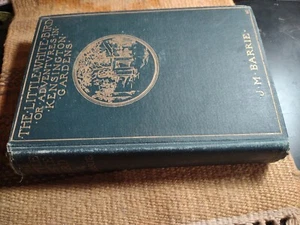 THE LITTLE WHITE BIRD
OR ADVENTURES IN
KENSINGTON
GARDENS
J. M. BARRIE